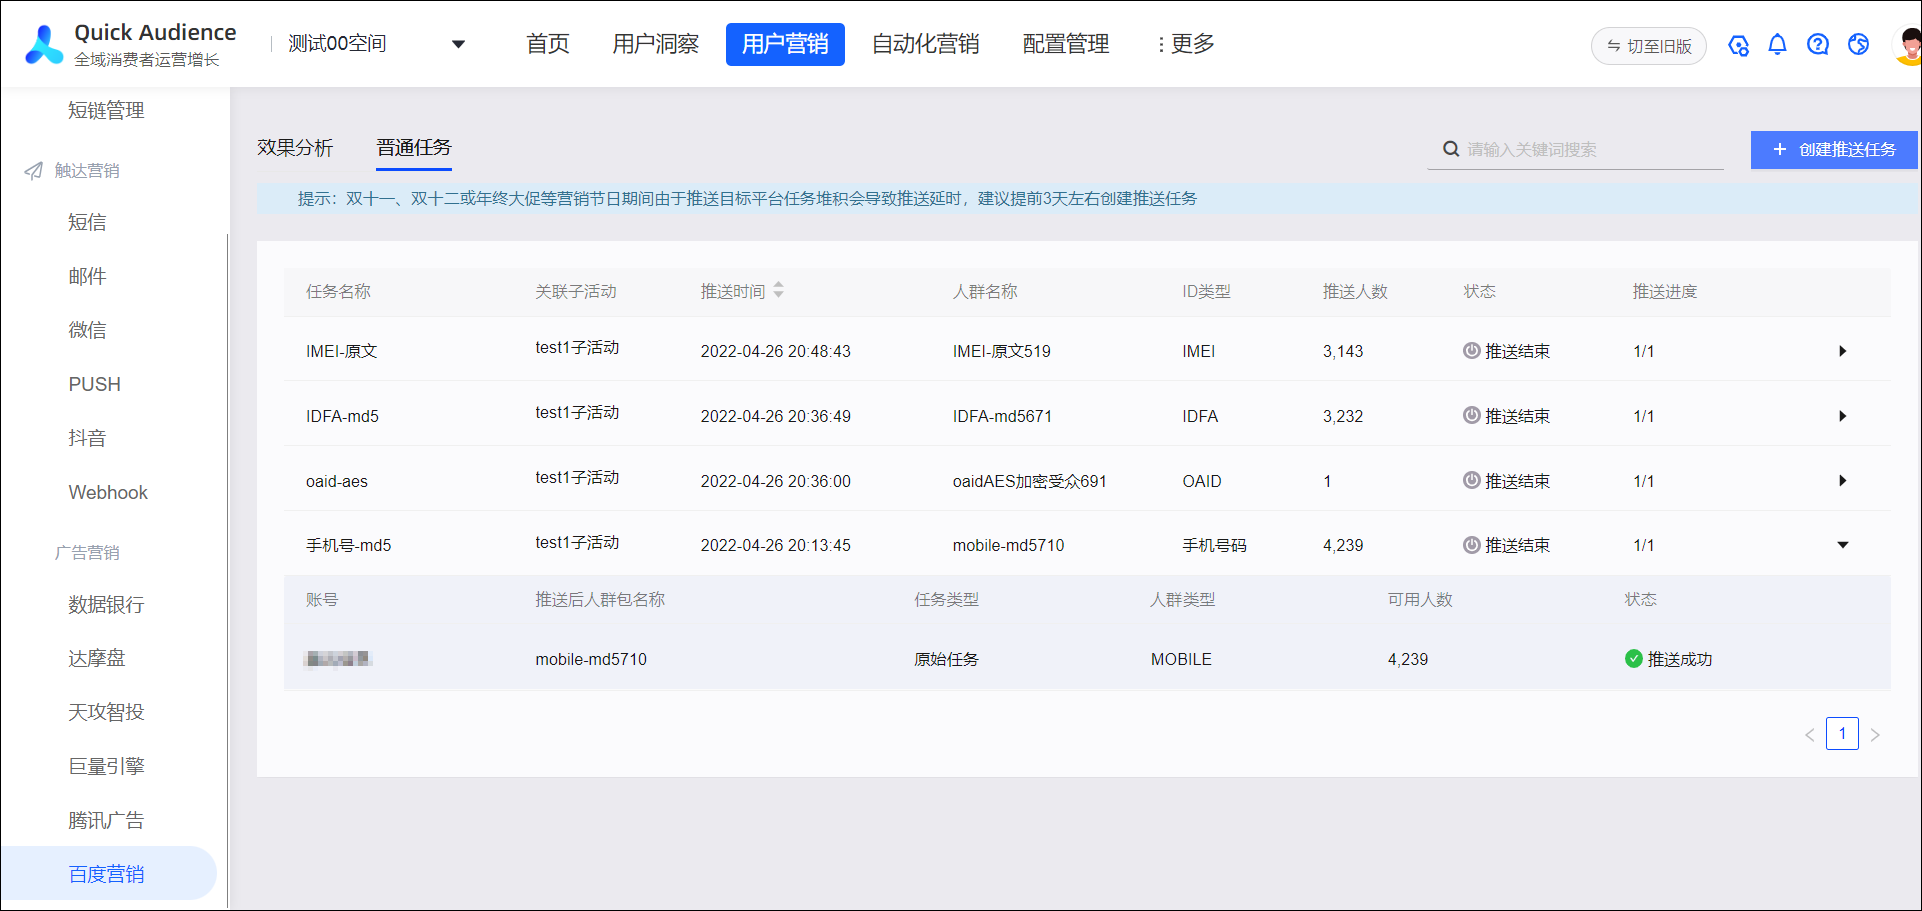 Quick Audience
全域消费者运营增长
测试00空间
首页
用户洞察
用户营销
自动化营销
配置管理
更多
切至旧版
短链管理
触达营销
短信
邮件
微信
PUSH
抖音
Webhook
广告营销
数据银行
达摩盘
天攻智投
巨量引擎
腾讯广告
百度营销
效果分析
普通任务
请输入关键词搜索
+ 创建推送任务
提示：双十一、双十二或年终大促等营销节日期间由于推送目标平台任务堆积会导致推送延时，建议提前3天左右创建推送任务
任务名称 关联子活动 推送时间 人群名称 ID类型 推送人数 状态 推送进度
IMEI-原文 test1子活动 2022-04-26 20:48:43 IMEI-原文519 IMEI 3,143 推送结束 1/1
IDFA-md5 test1子活动 2022-04-26 20:36:49 IDFA-md5671 IDFA 3,232 推送结束 1/1
oaid-aes test1子活动 2022-04-26 20:36:00 oaidAES加密受众691 OAID 1 推送结束 1/1
手机号-md5 test1子活动 2022-04-26 20:13:45 mobile-md5710 手机号码 4,239 推送结束 1/1
账号 推送后人群包名称 任务类型 人群类型 可用人数 状态
mobile-md5710 原始任务 MOBILE 4,239 推送成功
< 1 >